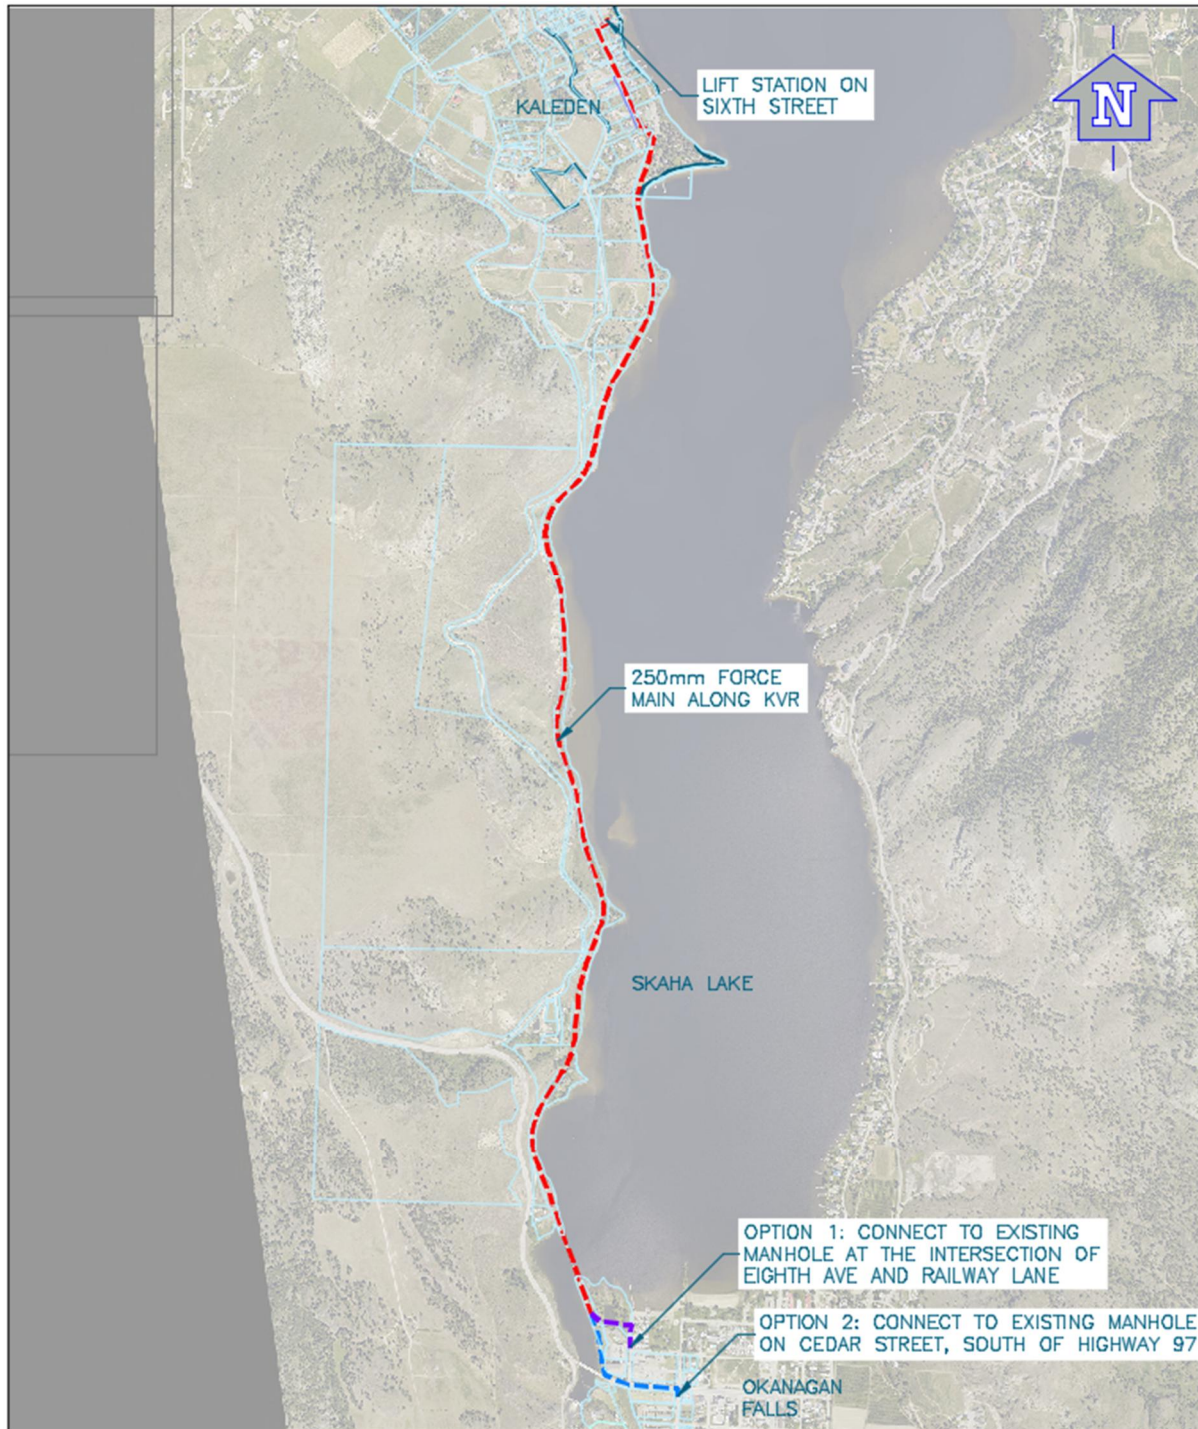 LIFT STATION ON
SIXTH STREET
N
KALEDEN
250mm FORCE
MAIN ALONG KVR
SKAHA LAKE
OPTION 1: CONNECT TO EXISTING
MANHOLE AT THE INTERSECTION OF
EIGHTH AVE AND RAILWAY LANE
OPTION 2: CONNECT TO EXISTING MANHOLE
ON CEDAR STREET, SOUTH OF HIGHWAY 97
OKANAGAN
FALLS